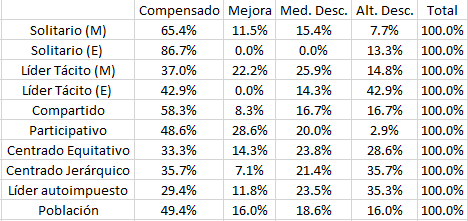 Compensado Mejora Med. Desc. Alt. Desc. Total
Solitario (M) 65.4% 11.5% 15.4% 7.7% 100.0%
Solitario (E) 86.7% 0.0% 0.0% 13.3% 100.0%
Líder Tácito (M) 37.0% 22.2% 25.9% 14.8% 100.0%
Líder Tácito (E) 42.9% 0.0% 14.3% 42.9% 100.0%
Compartido 58.3% 8.3% 16.7% 16.7% 100.0%
Participativo 48.6% 28.6% 20.0% 2.9% 100.0%
Centrado Equitativo 33.3% 14.3% 23.8% 28.6% 100.0%
Centrado Jerárquico 35.7% 7.1% 21.4% 35.7% 100.0%
Líder autoimpuesto 29.4% 11.8% 23.5% 35.3% 100.0%
Población 49.4% 16.0% 18.6% 16.0% 100.0%